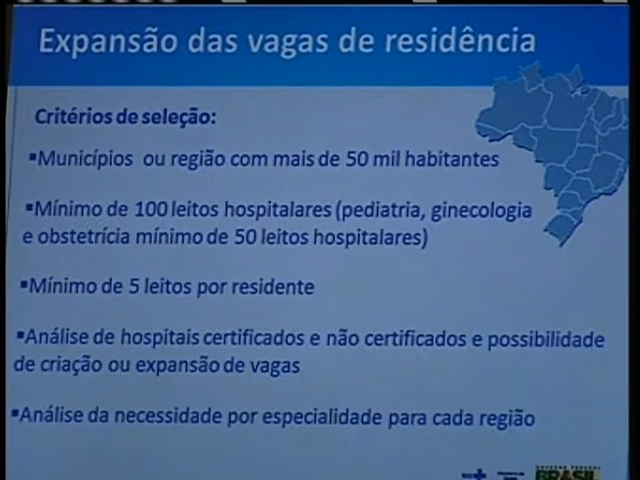 Expansão das vagas de residência
Critérios de seleção:
▪Municípios ou região com mais de 50 mil habitantes
▪Mínimo de 100 leitos hospitalares (pediatria, ginecologia
e obstetrícia mínimo de 50 leitos hospitalares)
▪Mínimo de 5 leitos por residente
▪Análise de hospitais certificados e não certificados e possibilidade
de criação ou expansão de vagas
▪Análise da necessidade por especialidade para cada região
BRASIL